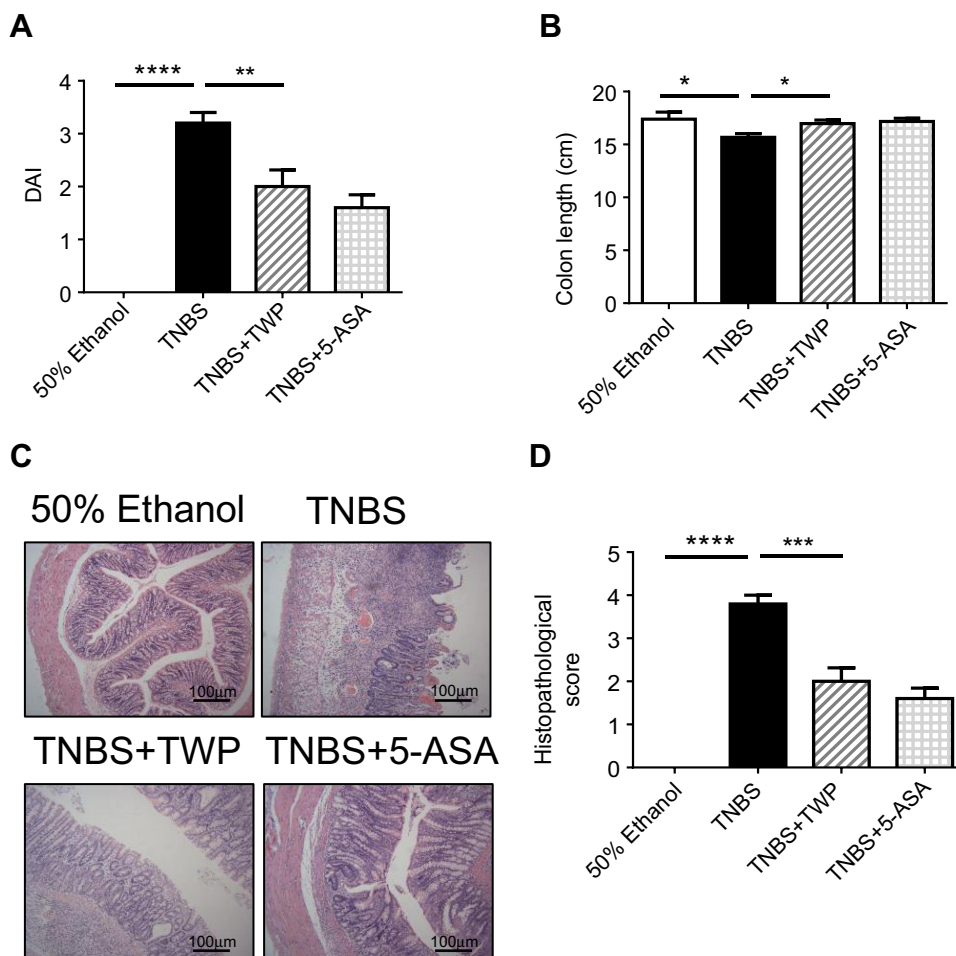 A
DAI
4
3
2
1
0
****
**
50% Ethanol
TNBS
TNBS+TWP
TNBS+5-ASA
B
Colon length (cm)
20
15
10
5
0
*
*
50% Ethanol
TNBS
TNBS+TWP
TNBS+5-ASA
C
50% Ethanol
TNBS
100μm
100μm
TNBS+TWP
TNBS+5-ASA
100μm
100μm
D
Histopathological
score
5
4
3
2
1
0
****
***
50% Ethanol
TNBS
TNBS+TWP
TNBS+5-ASA